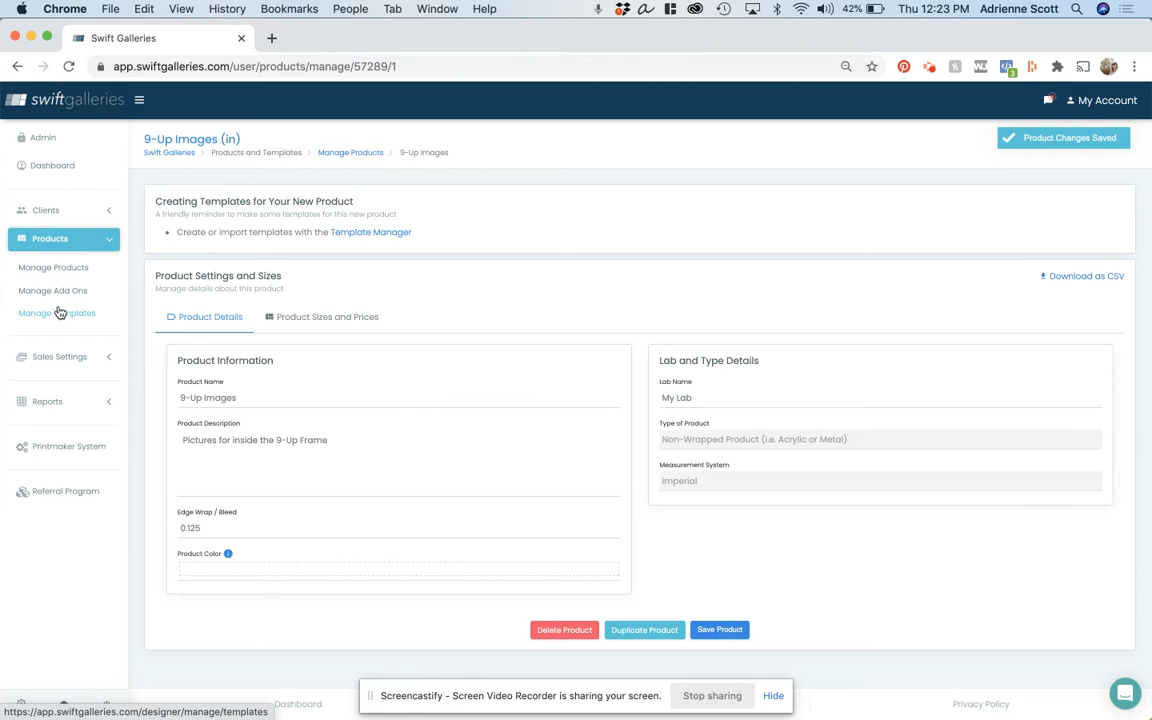 Chrome File Edit View History Bookmarks People Tab Window Help 42% Thu 12:23 PM Adrienne Scott
Swift Galleries
app.swiftgalleries.com/user/products/manage/57289/1
3
swiftgalleries My Account
Admin
Dashboard
Clients
Products
Manage Products
Manage Add Ons
Manage Templates
Sales Settings
Reports
Printmaker System
Referral Program
9-Up Images (in)
Swift Galleries > Products and Templates > Manage Products > 9-Up Images
Product Changes Saved
Creating Templates for Your New Product
A friendly reminder to make some templates for this new product
• Create or import templates with the Template Manager
Product Settings and Sizes
Manage details about this product
Download as CSV
Product Details Product Sizes and Prices
Product Information
Product Name
9-Up Images
Product Description
Pictures for inside the 9-Up Frame
Edge Wrap / Bleed
0.125
Product Color i
Lab and Type Details
Lab Name
My Lab
Type of Product
Non-Wrapped Product (i.e. Acrylic or Metal)
Measurement System
Imperial
Delete Product Duplicate Product Save Product
Screencastify - Screen Video Recorder is sharing your screen. Stop sharing Hide
Dashboard Privacy Policy
https://app.swiftgalleries.com/designer/manage/templates